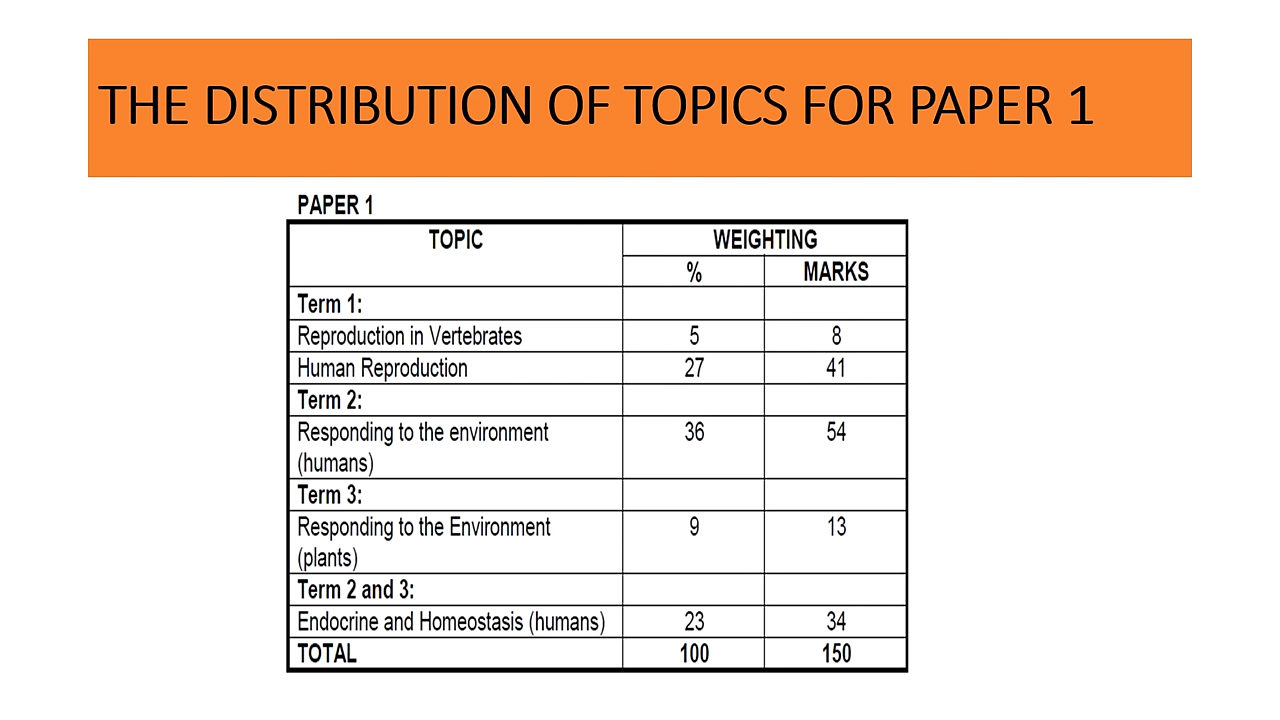 THE DISTRIBUTION OF TOPICS FOR PAPER 1
PAPER 1
TOPIC WEIGHTING
% MARKS
Term 1:
Reproduction in Vertebrates 5 8
Human Reproduction 27 41
Term 2:
Responding to the environment 36 54
(humans)
Term 3:
Responding to the Environment 9 13
(plants)
Term 2 and 3:
Endocrine and Homeostasis (humans) 23 34
TOTAL 100 150